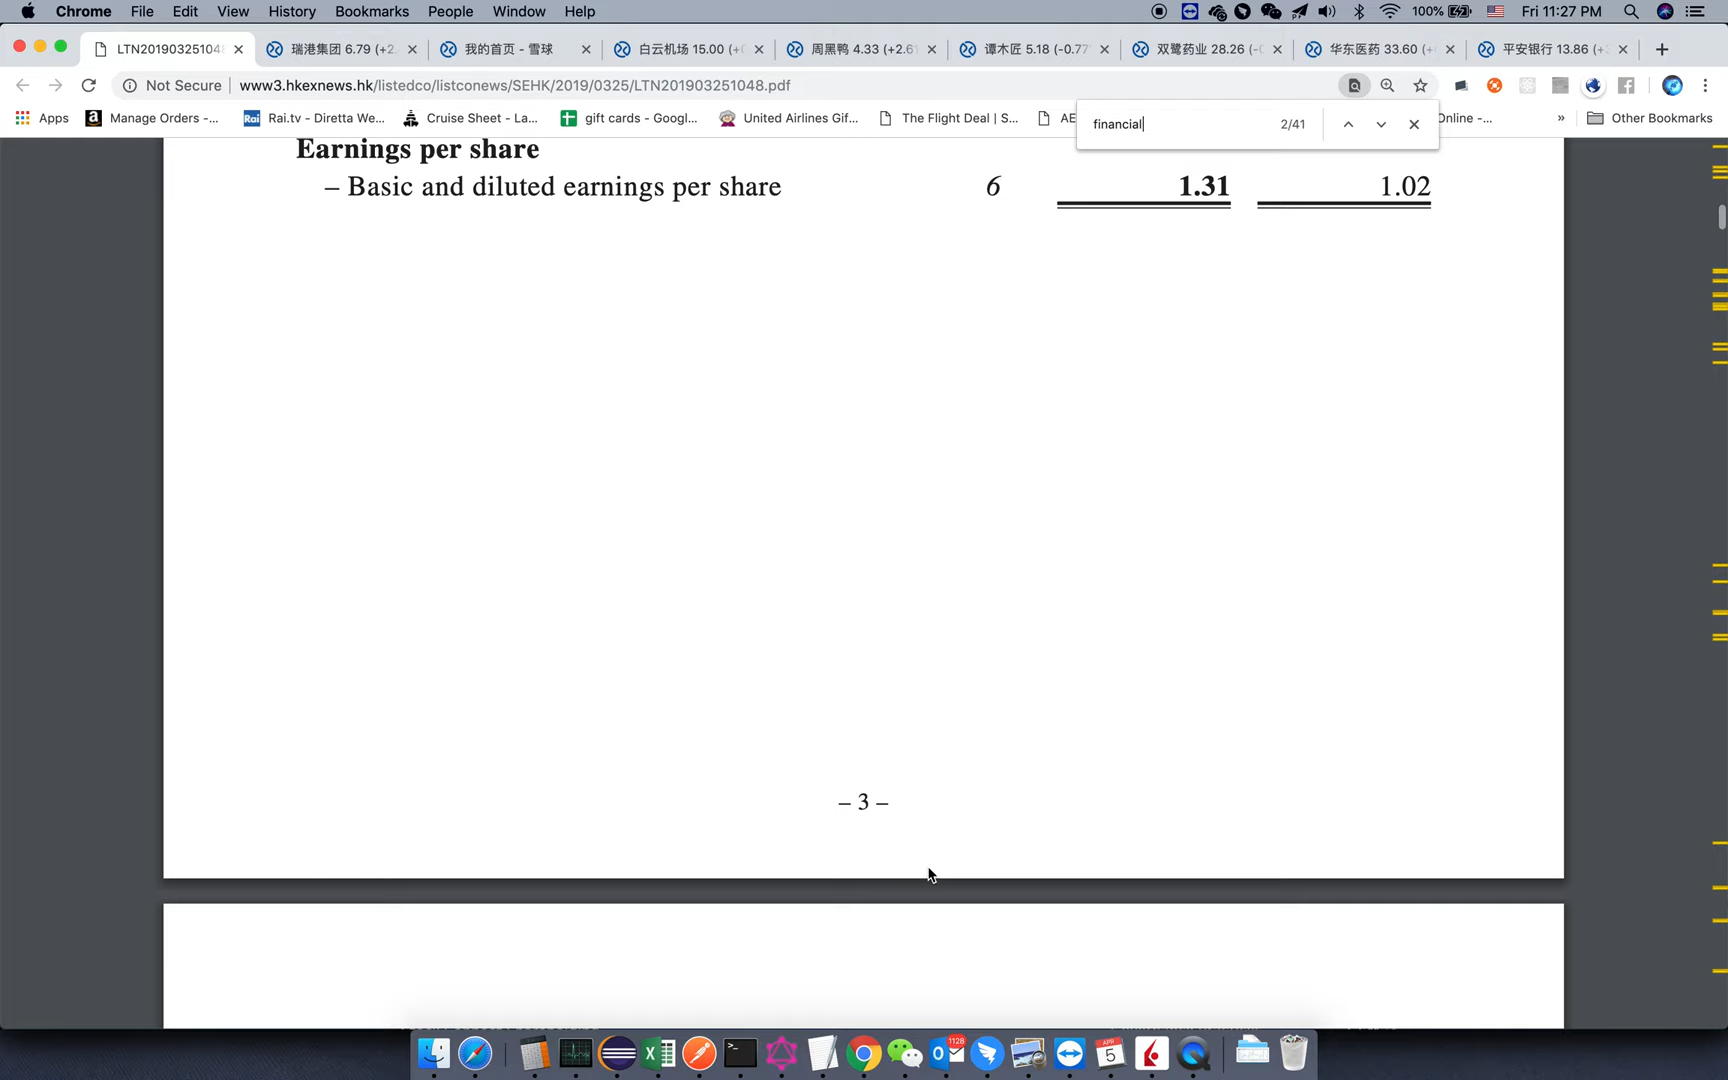 Chrome File Edit View History Bookmarks People Window Help 100% Fri 11:27 PM
LTN2019032510 瑞港集团 6.79 (+2. 我的首页 - 雪球 白云机场 15.00 (+ 周黑鸭 4.33 (+2.6 谭木匠 5.18 (-0.77 双鹭药业 28.26 (- 华东医药 33.60 (+ 平安银行 13.86 (+
Not Secure www3.hkexnews.hk/listedco/listconews/SEHK/2019/0325/LTN201903251048.pdf
Apps Manage Orders -... Rai.tv - Diretta We... Cruise Sheet - La... gift cards - Googl... United Airlines Gif... The Flight Deal | S... AE Online -... » Other Bookmarks
financial 2/41
Earnings per share
– Basic and diluted earnings per share 6 1.31 1.02
– 3 –
1128
APR
5